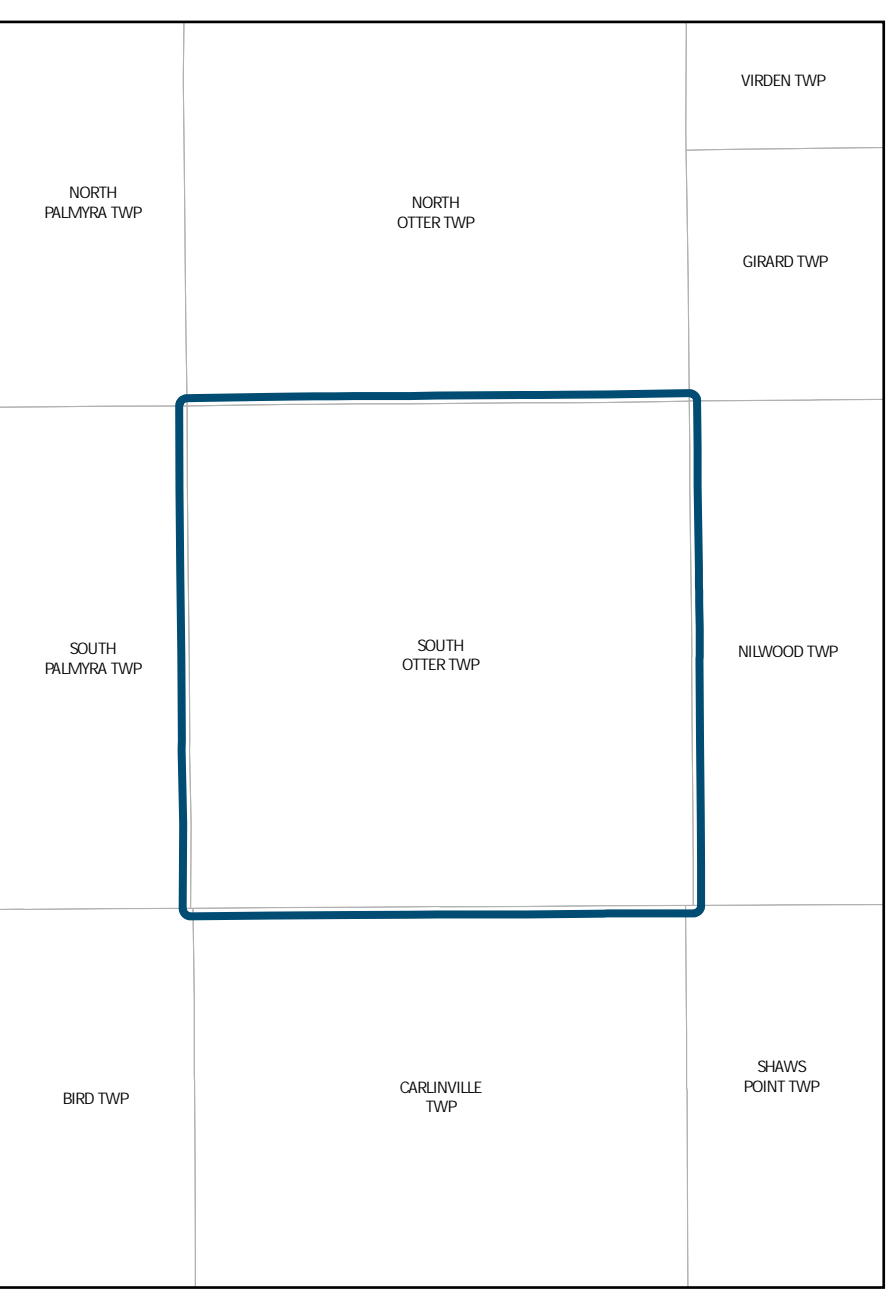 VIRDEN TWP
NORTH
PALMYRA TWP
NORTH
OTTER TWP
GIRARD TWP
SOUTH
PALMYRA TWP
SOUTH
OTTER TWP
NILWOOD TWP
BIRD TWP
CARLINVILLE
TWP
SHAWS
POINT TWP